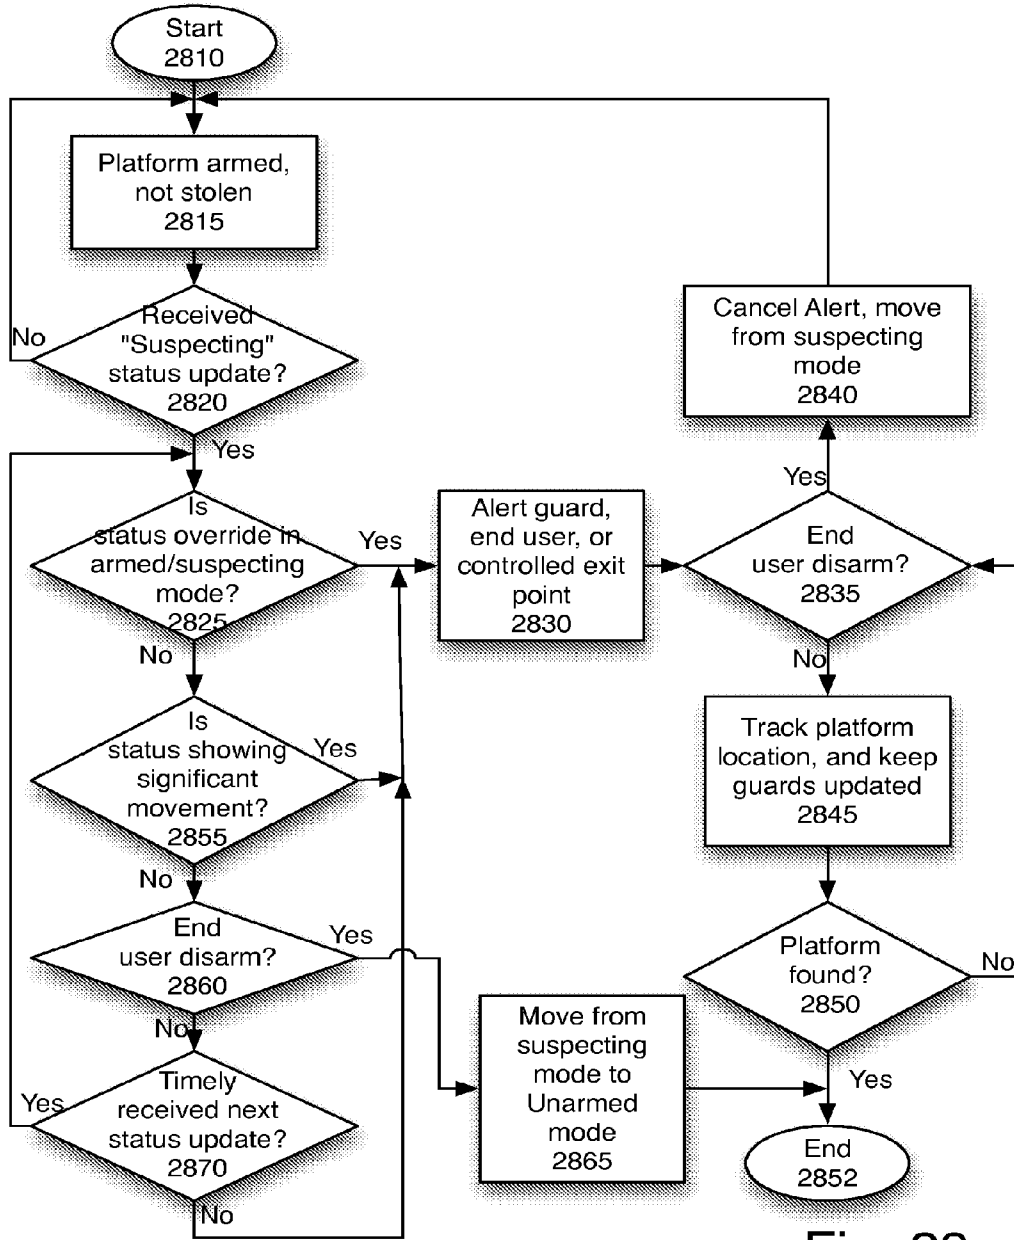 Start
2810
Platform armed,
not stolen
2815
Received
"Suspecting"
status update?
2820
No
Yes
Is
status override in
armed/suspecting
mode?
2825
Yes
No
Alert guard,
end user, or
controlled exit
point
2830
End
user disarm?
2835
Yes
No
Cancel Alert, move
from suspecting
mode
2840
Track platform
location, and keep
guards updated
2845
Is
status showing
significant
movement?
2855
Yes
No
End
user disarm?
2860
Yes
No
Platform
found?
2850
No
Yes
Move from
suspecting
mode to
Unarmed
mode
2865
Timely
received next
status update?
2870
Yes
No
End
2852